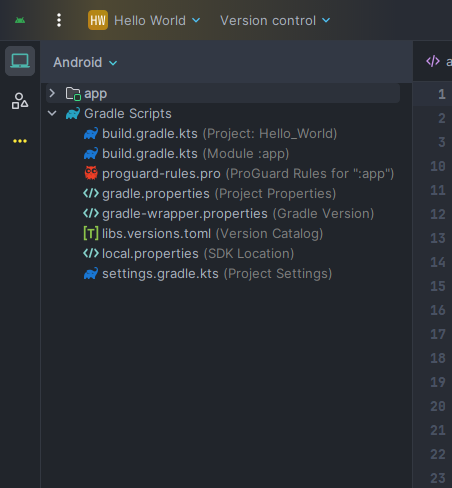 HW Hello World Version control
Android
app
Gradle Scripts
build.gradle.kts (Project: Hello_World)
build.gradle.kts (Module :app)
proguard-rules.pro (ProGuard Rules for ":app")
gradle.properties (Project Properties)
gradle-wrapper.properties (Gradle Version)
[T] libs.versions.toml (Version Catalog)
local.properties (SDK Location)
settings.gradle.kts (Project Settings)
</> a
1
2
3
10
11
12
13
14
15
16
17
18
19
20
21
22
23